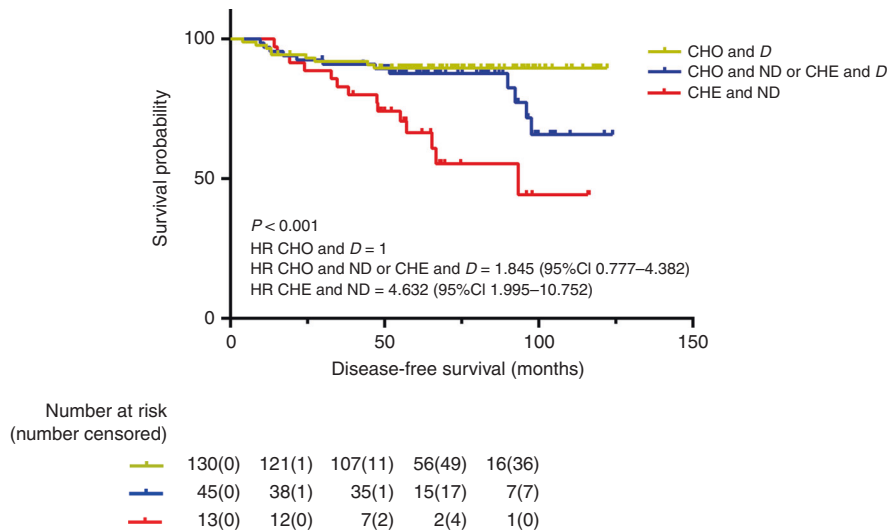 100
50
0
Survival probability
CHO and D
CHO and ND or CHE and D
CHE and ND
P < 0.001
HR CHO and D = 1
HR CHO and ND or CHE and D = 1.845 (95%CI 0.777–4.382)
HR CHE and ND = 4.632 (95%CI 1.995–10.752)
0 50 100 150
Disease-free survival (months)
Number at risk
(number censored)
130(0) 121(1) 107(11) 56(49) 16(36)
45(0) 38(1) 35(1) 15(17) 7(7)
13(0) 12(0) 7(2) 2(4) 1(0)